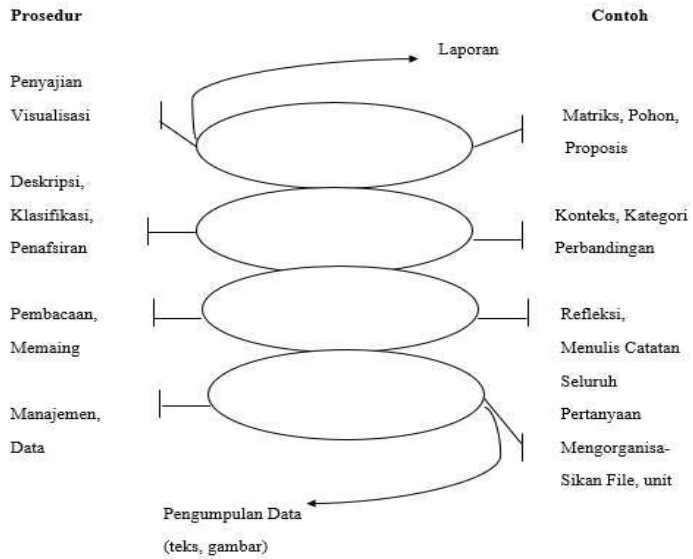 Prosedur
Contoh
Laporan
Penyajian
Visualisasi
Matriks, Pohon,
Proposis
Deskripsi,
Klasifikasi,
Penafsiran
Konteks, Kategori
Perbandingan
Pembacaan,
Memaing
Refleksi,
Menulis Catatan
Seluruh
Pertanyaan
Manajemen,
Data
Mengorganisa-
Sikan File, unit
Pengumpulan Data
(teks, gambar)